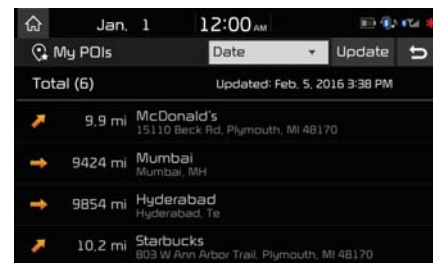 Jan. 1 12:00 AM
My POIs Date Update
Total (6) Updated: Feb. 5, 2016 3:38 PM
9.9 mi McDonald's
15110 Beck Rd, Plymouth, MI 48170
9424 mi Mumbai
Mumbai, MH
9854 mi Hyderabad
Hyderabad, Te
10.2 mi Starbucks
803 W Ann Arbor Trail, Plymouth, MI 48170